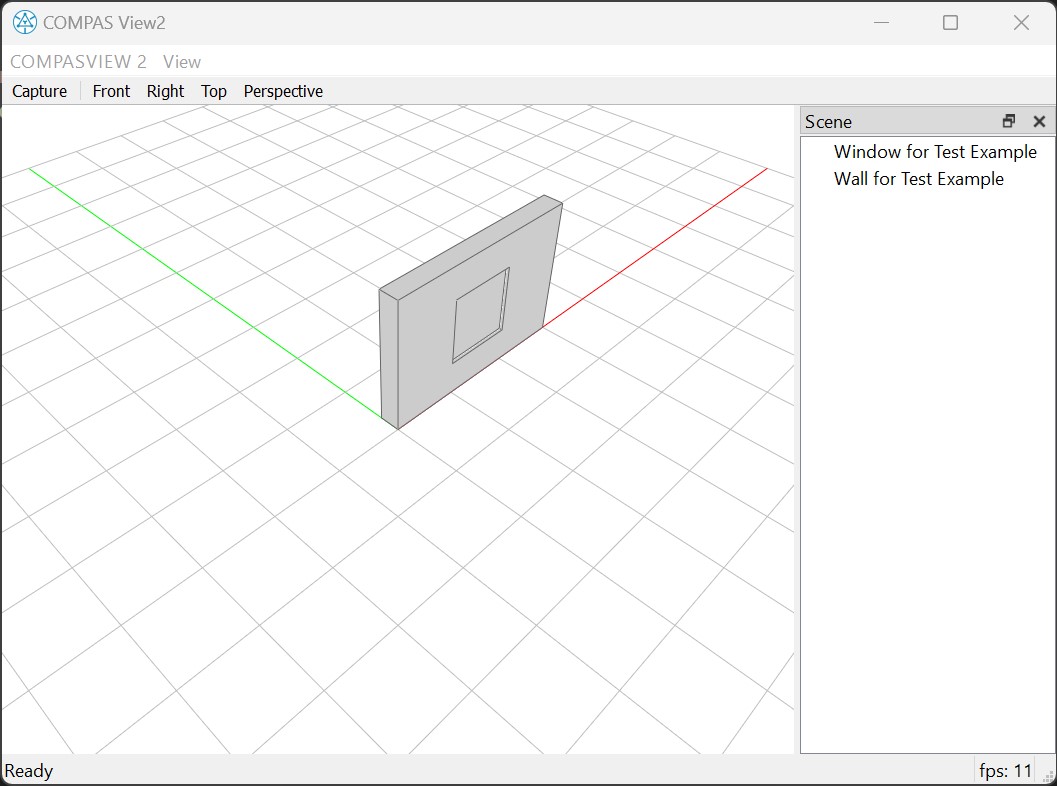 COMPAS View2
COMPASVIEW 2 View
Capture Front Right Top Perspective
Scene
Window for Test Example
Wall for Test Example
Ready
fps: 11